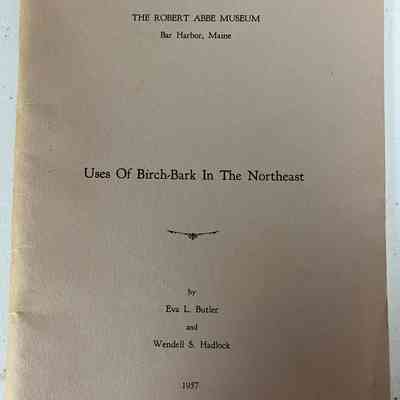 THE ROBERT ABBE MUSEUM
Bar Harbor, Maine
Uses Of Birch-Bark In The Northeast
by
Eva L. Butler
and
Wendell S. Hadlock
1957